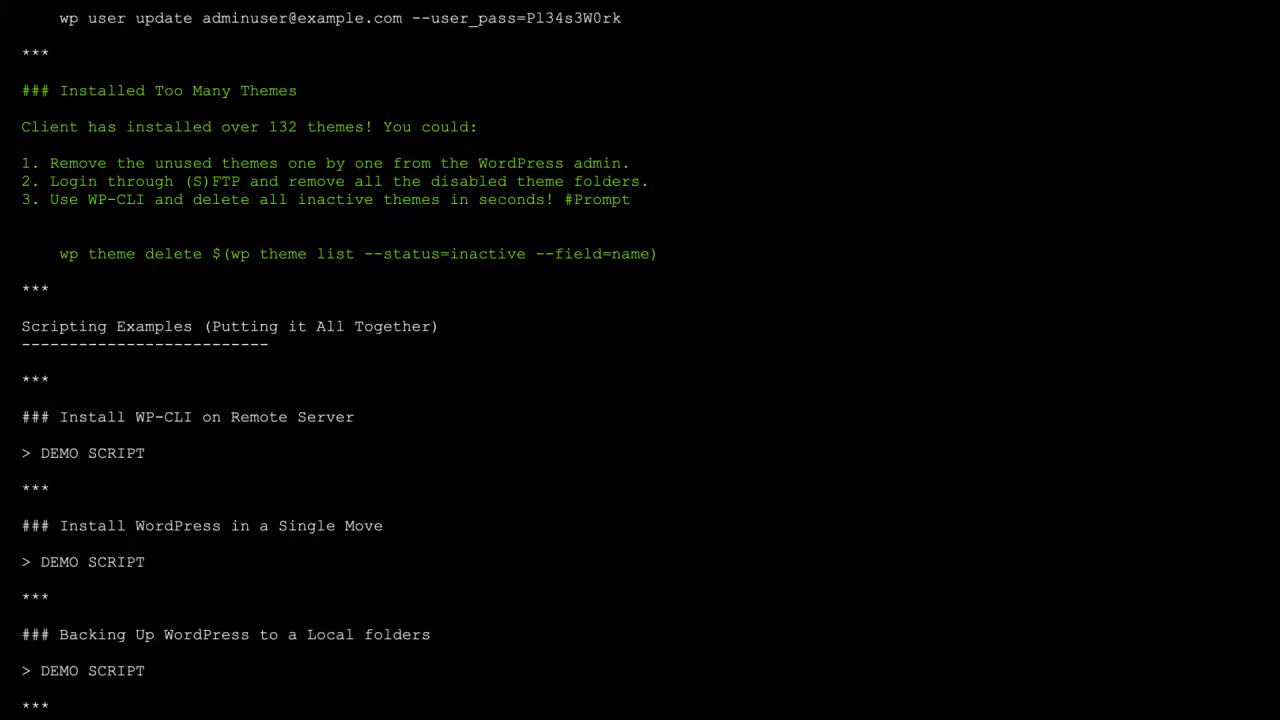 wp user update adminuser@example.com --user_pass=Pl34s3W0rk
***
### Installed Too Many Themes
Client has installed over 132 themes! You could:
1. Remove the unused themes one by one from the WordPress admin.
2. Login through (S)FTP and remove all the disabled theme folders.
3. Use WP-CLI and delete all inactive themes in seconds! #Prompt
wp theme delete $(wp theme list --status=inactive --field=name)
***
Scripting Examples (Putting it All Together)
--------------------------
***
### Install WP-CLI on Remote Server
> DEMO SCRIPT
***
### Install WordPress in a Single Move
> DEMO SCRIPT
***
### Backing Up WordPress to a Local folders
> DEMO SCRIPT
***